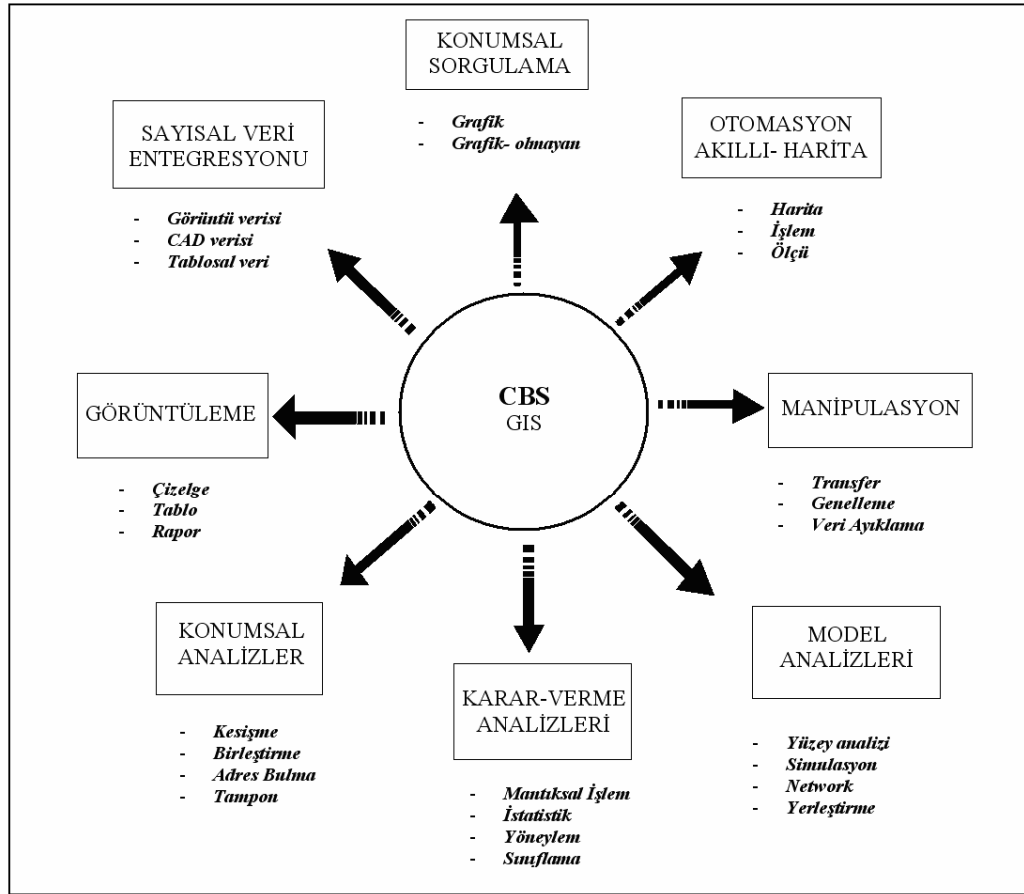 KONUMSAL
SORGULAMA
- Grafik
- Grafik- olmayan
SAYISAL VERİ
ENTEGRESYONU
- Görüntü verisi
- CAD verisi
- Tablosal veri
OTOMASYON
AKILLI- HARİTA
- Harita
- İşlem
- Ölçü
CBS
GIS
GÖRÜNTÜLEME
- Çizelge
- Tablo
- Rapor
MANİPULASYON
- Transfer
- Genelleme
- Veri Ayıklama
KONUMSAL
ANALİZLER
- Kesişme
- Birleştirme
- Adres Bulma
- Tampon
KARAR-VERME
ANALİZLERİ
- Mantıksal İşlem
- İstatistik
- Yöneylem
- Sınıflama
MODEL
ANALİZLERİ
- Yüzey analizi
- Simulasyon
- Network
- Yerleştirme